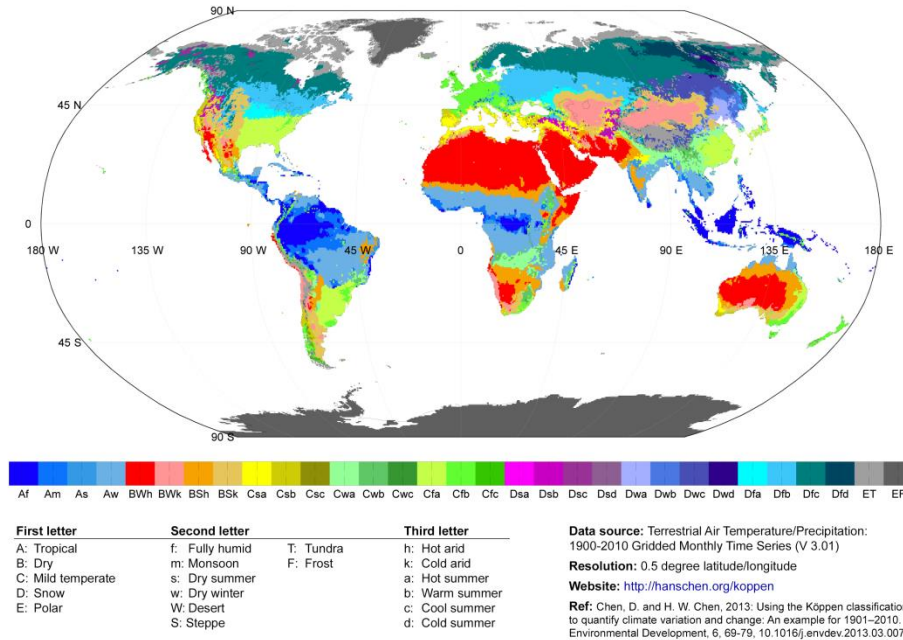 90 N
45 N
0
180 W 135 W 90 W 45 W 0 45 E 90 E 135 E 180 E
45 S
90 S
Af Am As Aw BWh BWk BSh BSk Csa Csb Csc Cwa Cwb Cwc Cfa Cfb Cfc Dsa Dsb Dsc Dsd Dwa Dwb Dwc Dwd Dfa Dfb Dfc Dfd ET EF
First letter
A: Tropical
B: Dry
C: Mild temperate
D: Snow
E: Polar
Second letter
f: Fully humid
m: Monsoon
s: Dry summer
w: Dry winter
W: Desert
S: Steppe
T: Tundra
F: Frost
Third letter
h: Hot arid
k: Cold arid
a: Hot summer
b: Warm summer
c: Cool summer
d: Cold summer
Data source: Terrestrial Air Temperature/Precipitation:
1900-2010 Gridded Monthly Time Series (V 3.01)
Resolution: 0.5 degree latitude/longitude
Website: http://hanschen.org/koppen
Ref: Chen, D. and H. W. Chen, 2013: Using the Köppen classification
to quantify climate variation and change: An example for 1901–2010.
Environmental Development, 6, 69-79, 10.1016/j.envdev.2013.03.007